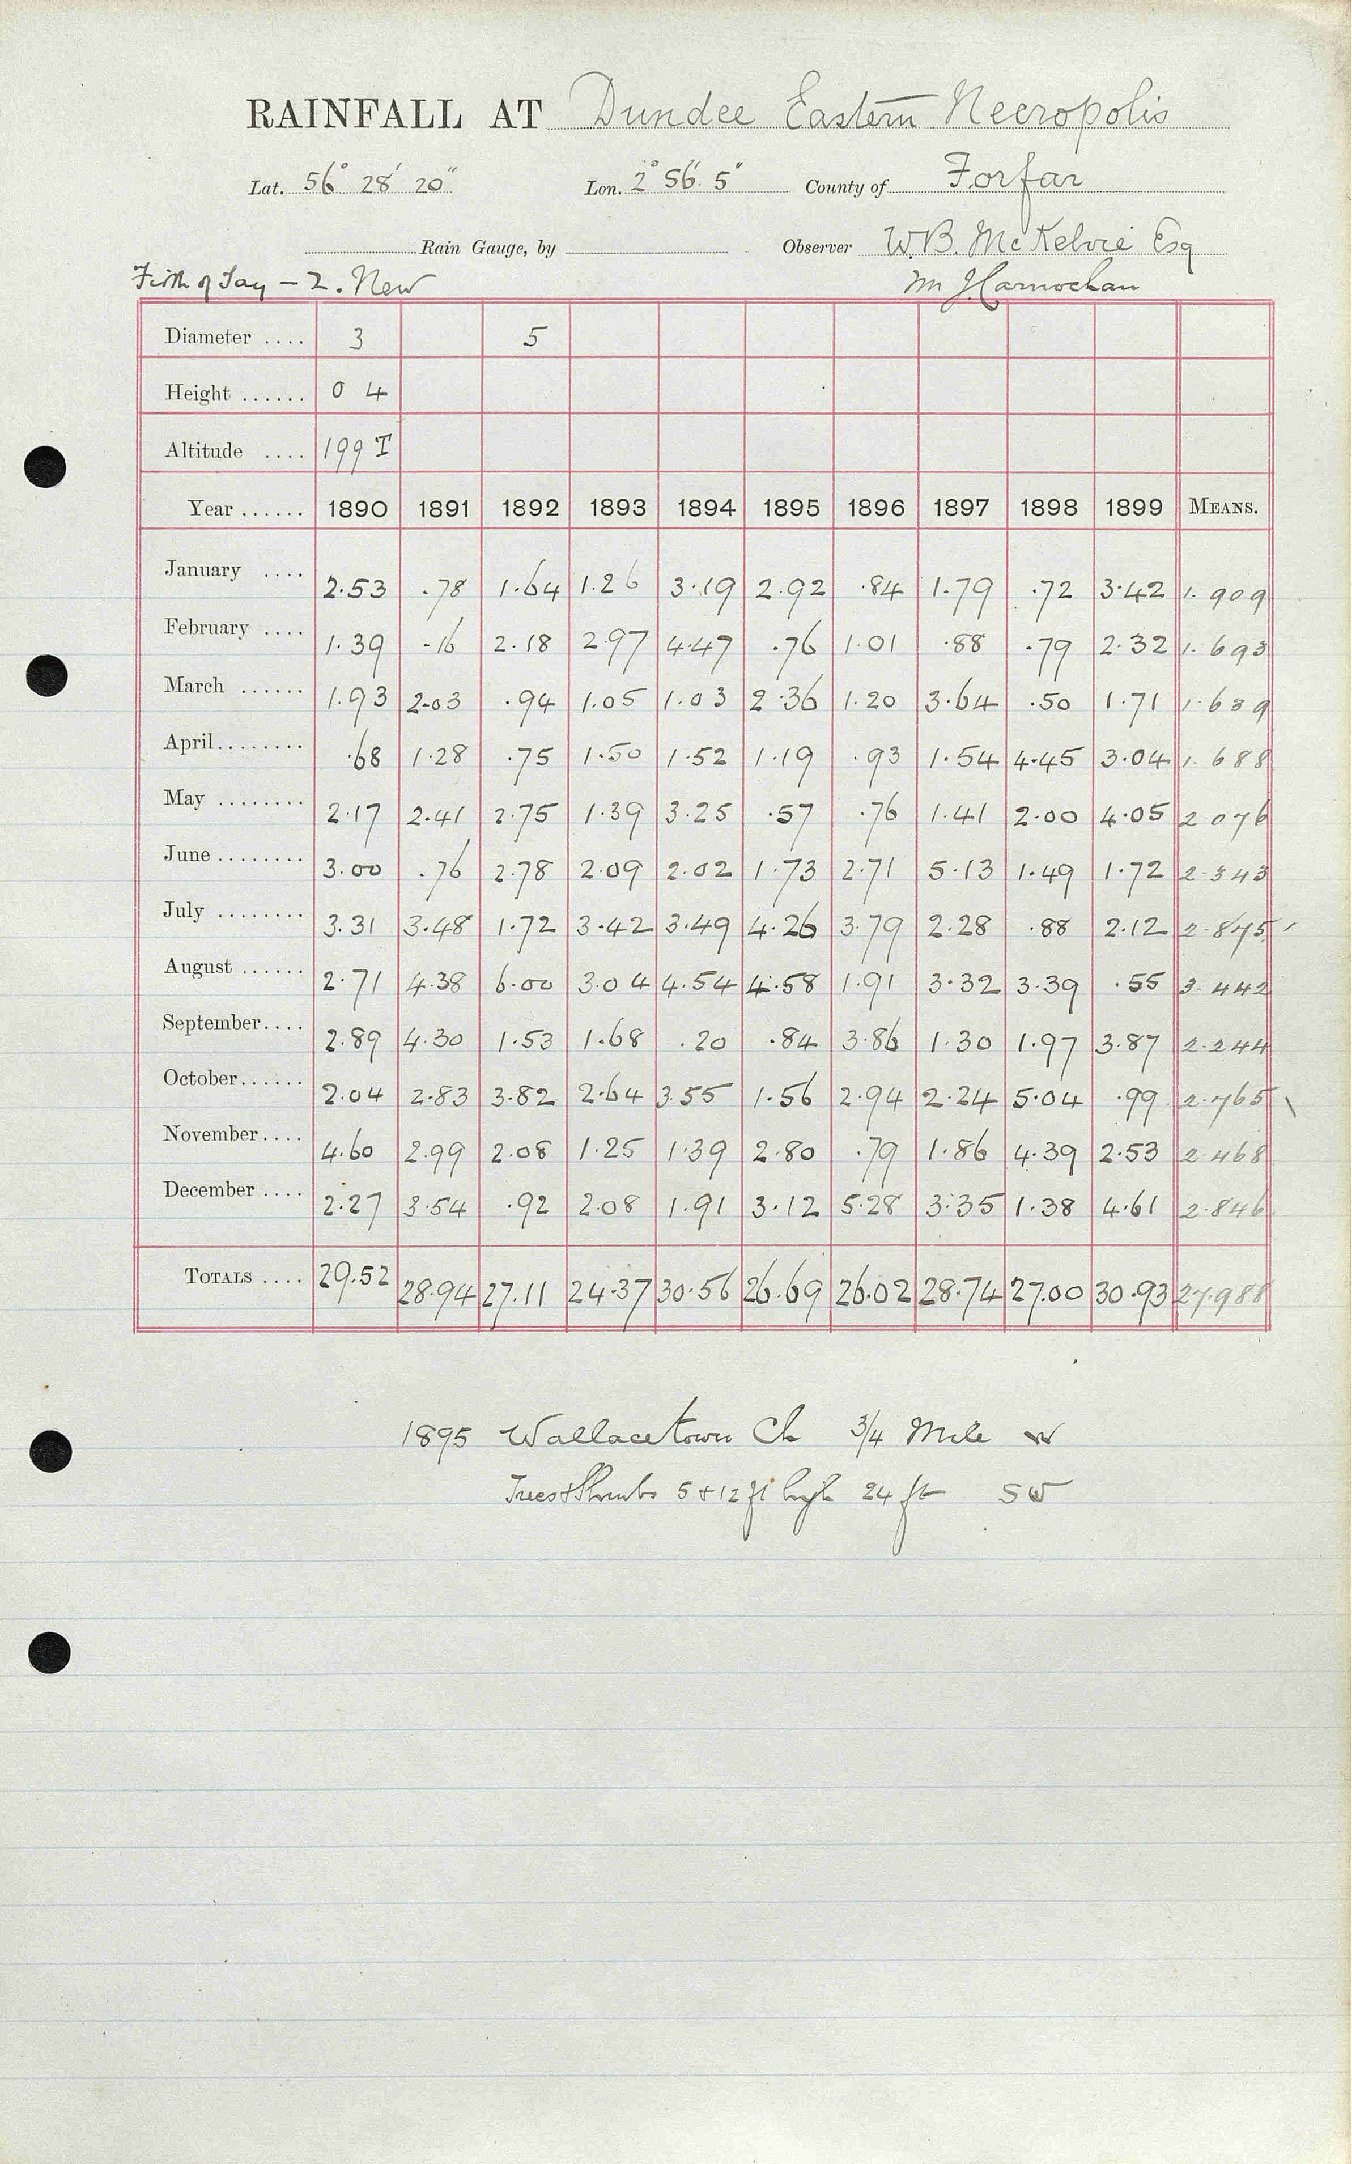 RAINFALL AT Dundee Eastern Necropolis
Lat. 56° 28' 20" Lon. 2° 56' 5" County of Forfar
Rain Gauge, by Observer W.B. McKelvie Esq
Firth of Tay - 2. New Mr J. Carnochan
Diameter .... 3 5
Height ...... 0 4
Altitude .... 199 T
Year ...... 1890 1891 1892 1893 1894 1895 1896 1897 1898 1899 MEANS.
January .... 2.53 .78 1.64 1.26 3.19 2.92 .84 1.79 .72 3.42 1.909
February .... 1.39 .16 2.18 2.97 4.47 .76 1.01 .88 .79 2.32 1.693
March ...... 1.93 2.03 .94 1.05 1.03 2.36 1.20 3.64 .50 1.71 1.639
April........ .68 1.28 .75 1.50 1.52 1.19 .93 1.54 4.45 3.04 1.688
May ........ 2.17 2.41 2.75 1.39 3.25 .57 .76 1.41 2.00 4.05 2.076
June ........ 3.00 .76 2.78 2.09 2.02 1.73 2.71 5.13 1.49 1.72 2.343
July ........ 3.31 3.48 1.72 3.42 3.49 4.26 3.79 2.28 .88 2.12 2.875
August ...... 2.71 4.38 6.00 3.04 4.54 4.58 1.91 3.32 3.39 .55 3.442
September.... 2.89 4.30 1.53 1.68 .20 .84 3.86 1.30 1.97 3.87 2.244
October...... 2.04 2.83 3.82 2.64 3.55 1.56 2.94 2.24 5.04 .99 2.765
November.... 4.60 2.99 2.08 1.25 1.39 2.80 .79 1.86 4.39 2.53 2.468
December .... 2.27 3.54 .92 2.08 1.91 3.12 5.28 3.35 1.38 4.61 2.846
TOTALS .... 29.52 28.94 27.11 24.37 30.56 26.69 26.02 28.74 27.00 30.93 27.988
1895 Wallacetown Ch 3/4 Mile W
Trees & Shrubs 5 & 12 ft high 24 ft SW